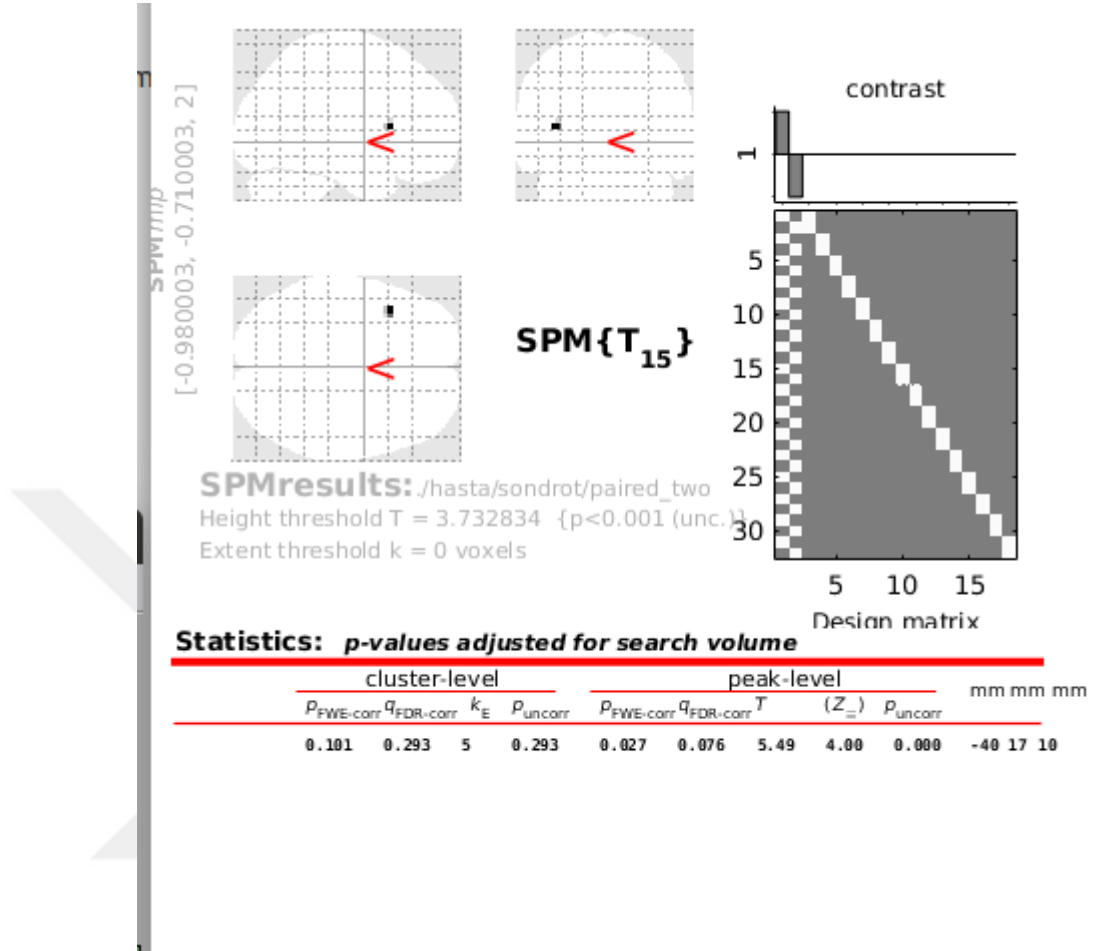 m
contrast
1
SPMmip
[-0.980003, -0.710003, 2]
SPM{T15}
5
10
15
20
25
30
5 10 15
Design matrix
SPMresults: ./hasta/sondrot/paired_two
Height threshold T = 3.732834 {p<0.001 (unc.)}
Extent threshold k = 0 voxels
Statistics: p-values adjusted for search volume
cluster-level peak-level mm mm mm
pFWE-corr qFDR-corr kE puncorr pFWE-corr qFDR-corr T (Z≡) puncorr
0.101 0.293 5 0.293 0.027 0.076 5.49 4.00 0.000 -40 17 10